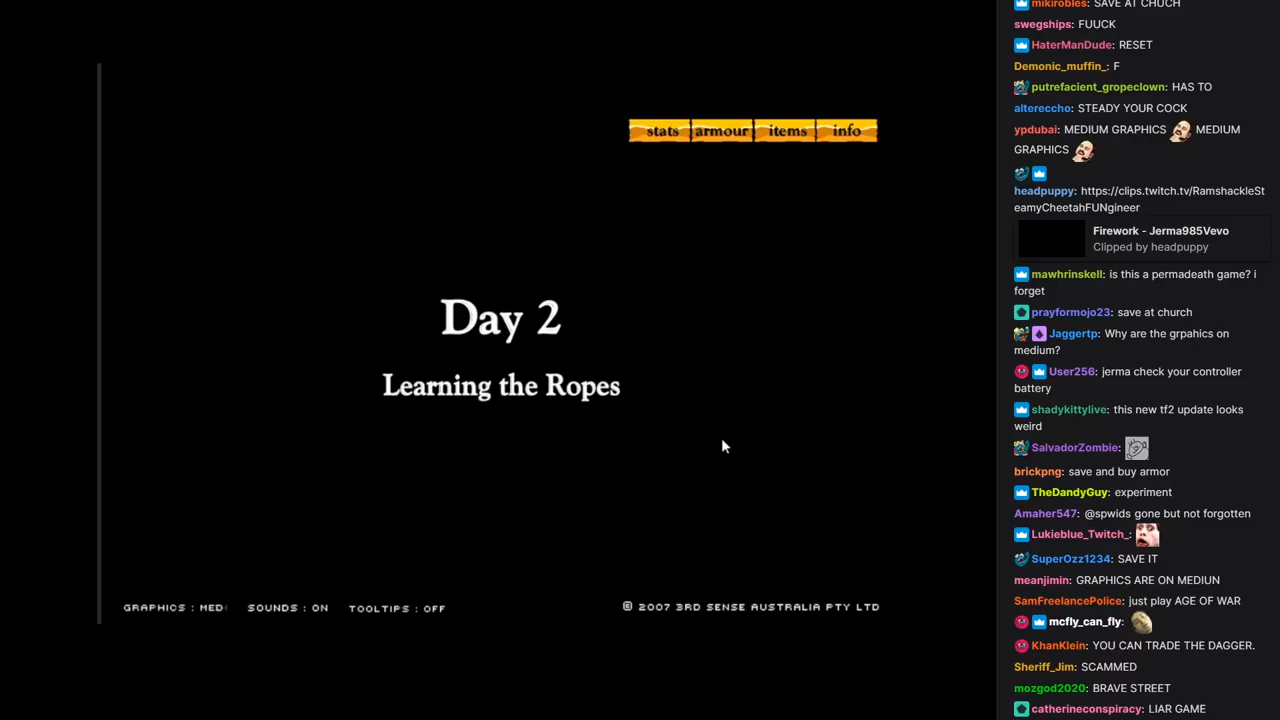 stats armour items info
Day 2
Learning the Ropes
GRAPHICS : MED SOUNDS : ON TOOLTIPS : OFF
© 2007 3RD SENSE AUSTRALIA PTY LTD
mikirobles: SAVE AT CHUCH
swegships: FUUCK
HaterManDude: RESET
Demonic_muffin_: F
putrefacient_gropeclown: HAS TO
altereccho: STEADY YOUR COCK
ypdubai: MEDIUM GRAPHICS MEDIUM
GRAPHICS
headpuppy: https://clips.twitch.tv/RamshackleSt
eamyCheetahFUNgineer
Firework - Jerma985Vevo
Clipped by headpuppy
mawhrinskell: is this a permadeath game? i
forget
prayformojo23: save at church
Jaggertp: Why are the grpahics on
medium?
User256: jerma check your controller
battery
shadykittylive: this new tf2 update looks
weird
SalvadorZombie:
brickpng: save and buy armor
TheDandyGuy: experiment
Amaher547: @spwids gone but not forgotten
Lukieblue_Twitch_:
SuperOzz1234: SAVE IT
meanjimin: GRAPHICS ARE ON MEDIUN
SamFreelancePolice: just play AGE OF WAR
mcfly_can_fly:
KhanKlein: YOU CAN TRADE THE DAGGER.
Sheriff_Jim: SCAMMED
mozgod2020: BRAVE STREET
catherineconspiracy: LIAR GAME